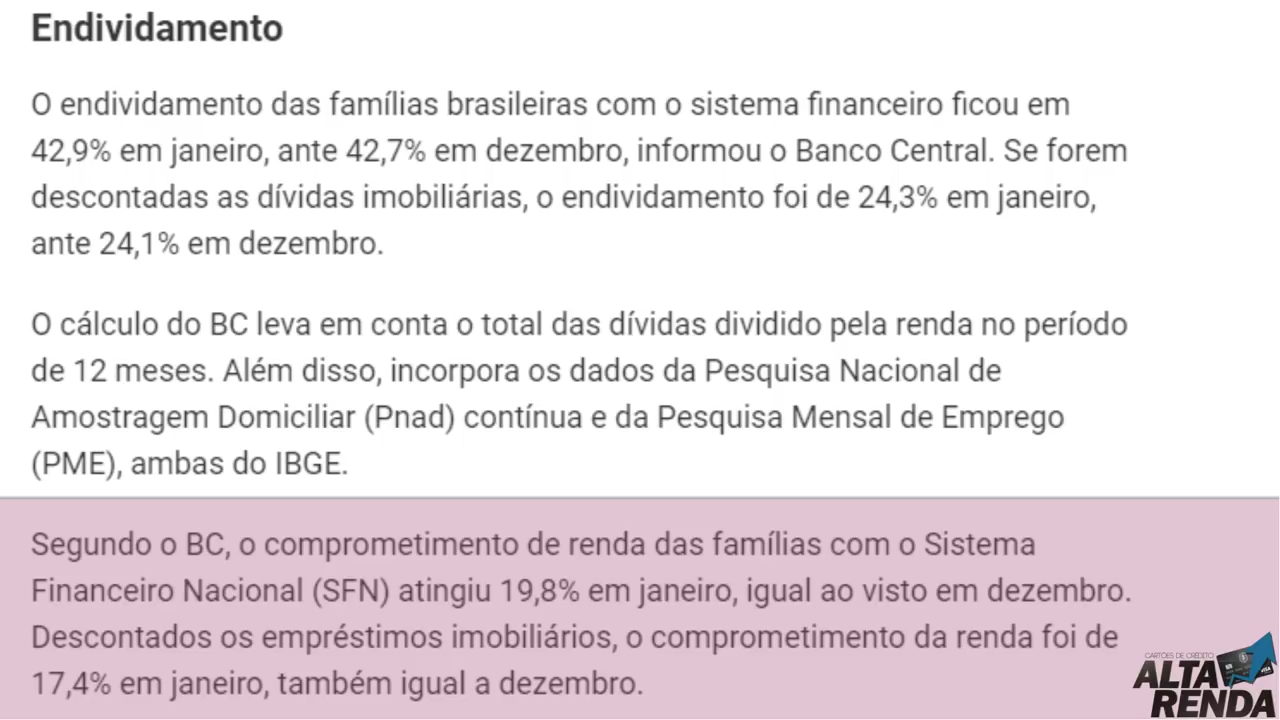 Endividamento
O endividamento das famílias brasileiras com o sistema financeiro ficou em
42,9% em janeiro, ante 42,7% em dezembro, informou o Banco Central. Se forem
descontadas as dívidas imobiliárias, o endividamento foi de 24,3% em janeiro,
ante 24,1% em dezembro.
O cálculo do BC leva em conta o total das dívidas dividido pela renda no período
de 12 meses. Além disso, incorpora os dados da Pesquisa Nacional de
Amostragem Domiciliar (Pnad) contínua e da Pesquisa Mensal de Emprego
(PME), ambas do IBGE.
Segundo o BC, o comprometimento de renda das famílias com o Sistema
Financeiro Nacional (SFN) atingiu 19,8% em janeiro, igual ao visto em dezembro.
Descontados os empréstimos imobiliários, o comprometimento da renda foi de
17,4% em janeiro, também igual a dezembro.
CARTÕES DE CRÉDITO
ALTA
RENDA